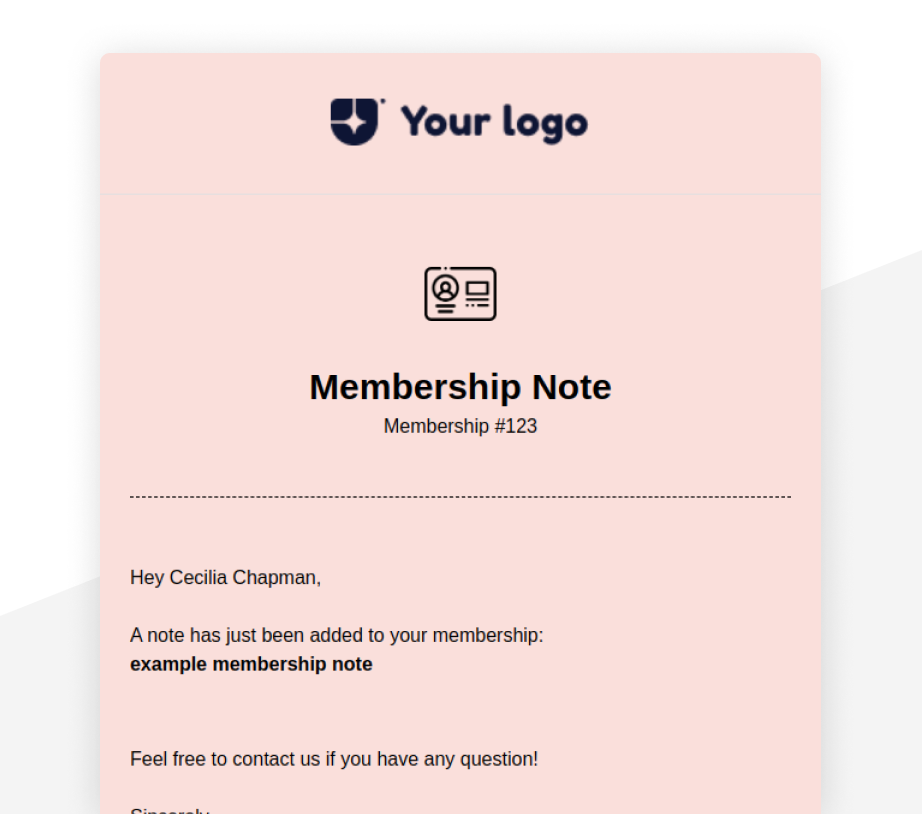 Your logo
Membership Note
Membership #123
Hey Cecilia Chapman,
A note has just been added to your membership:
example membership note
Feel free to contact us if you have any question!